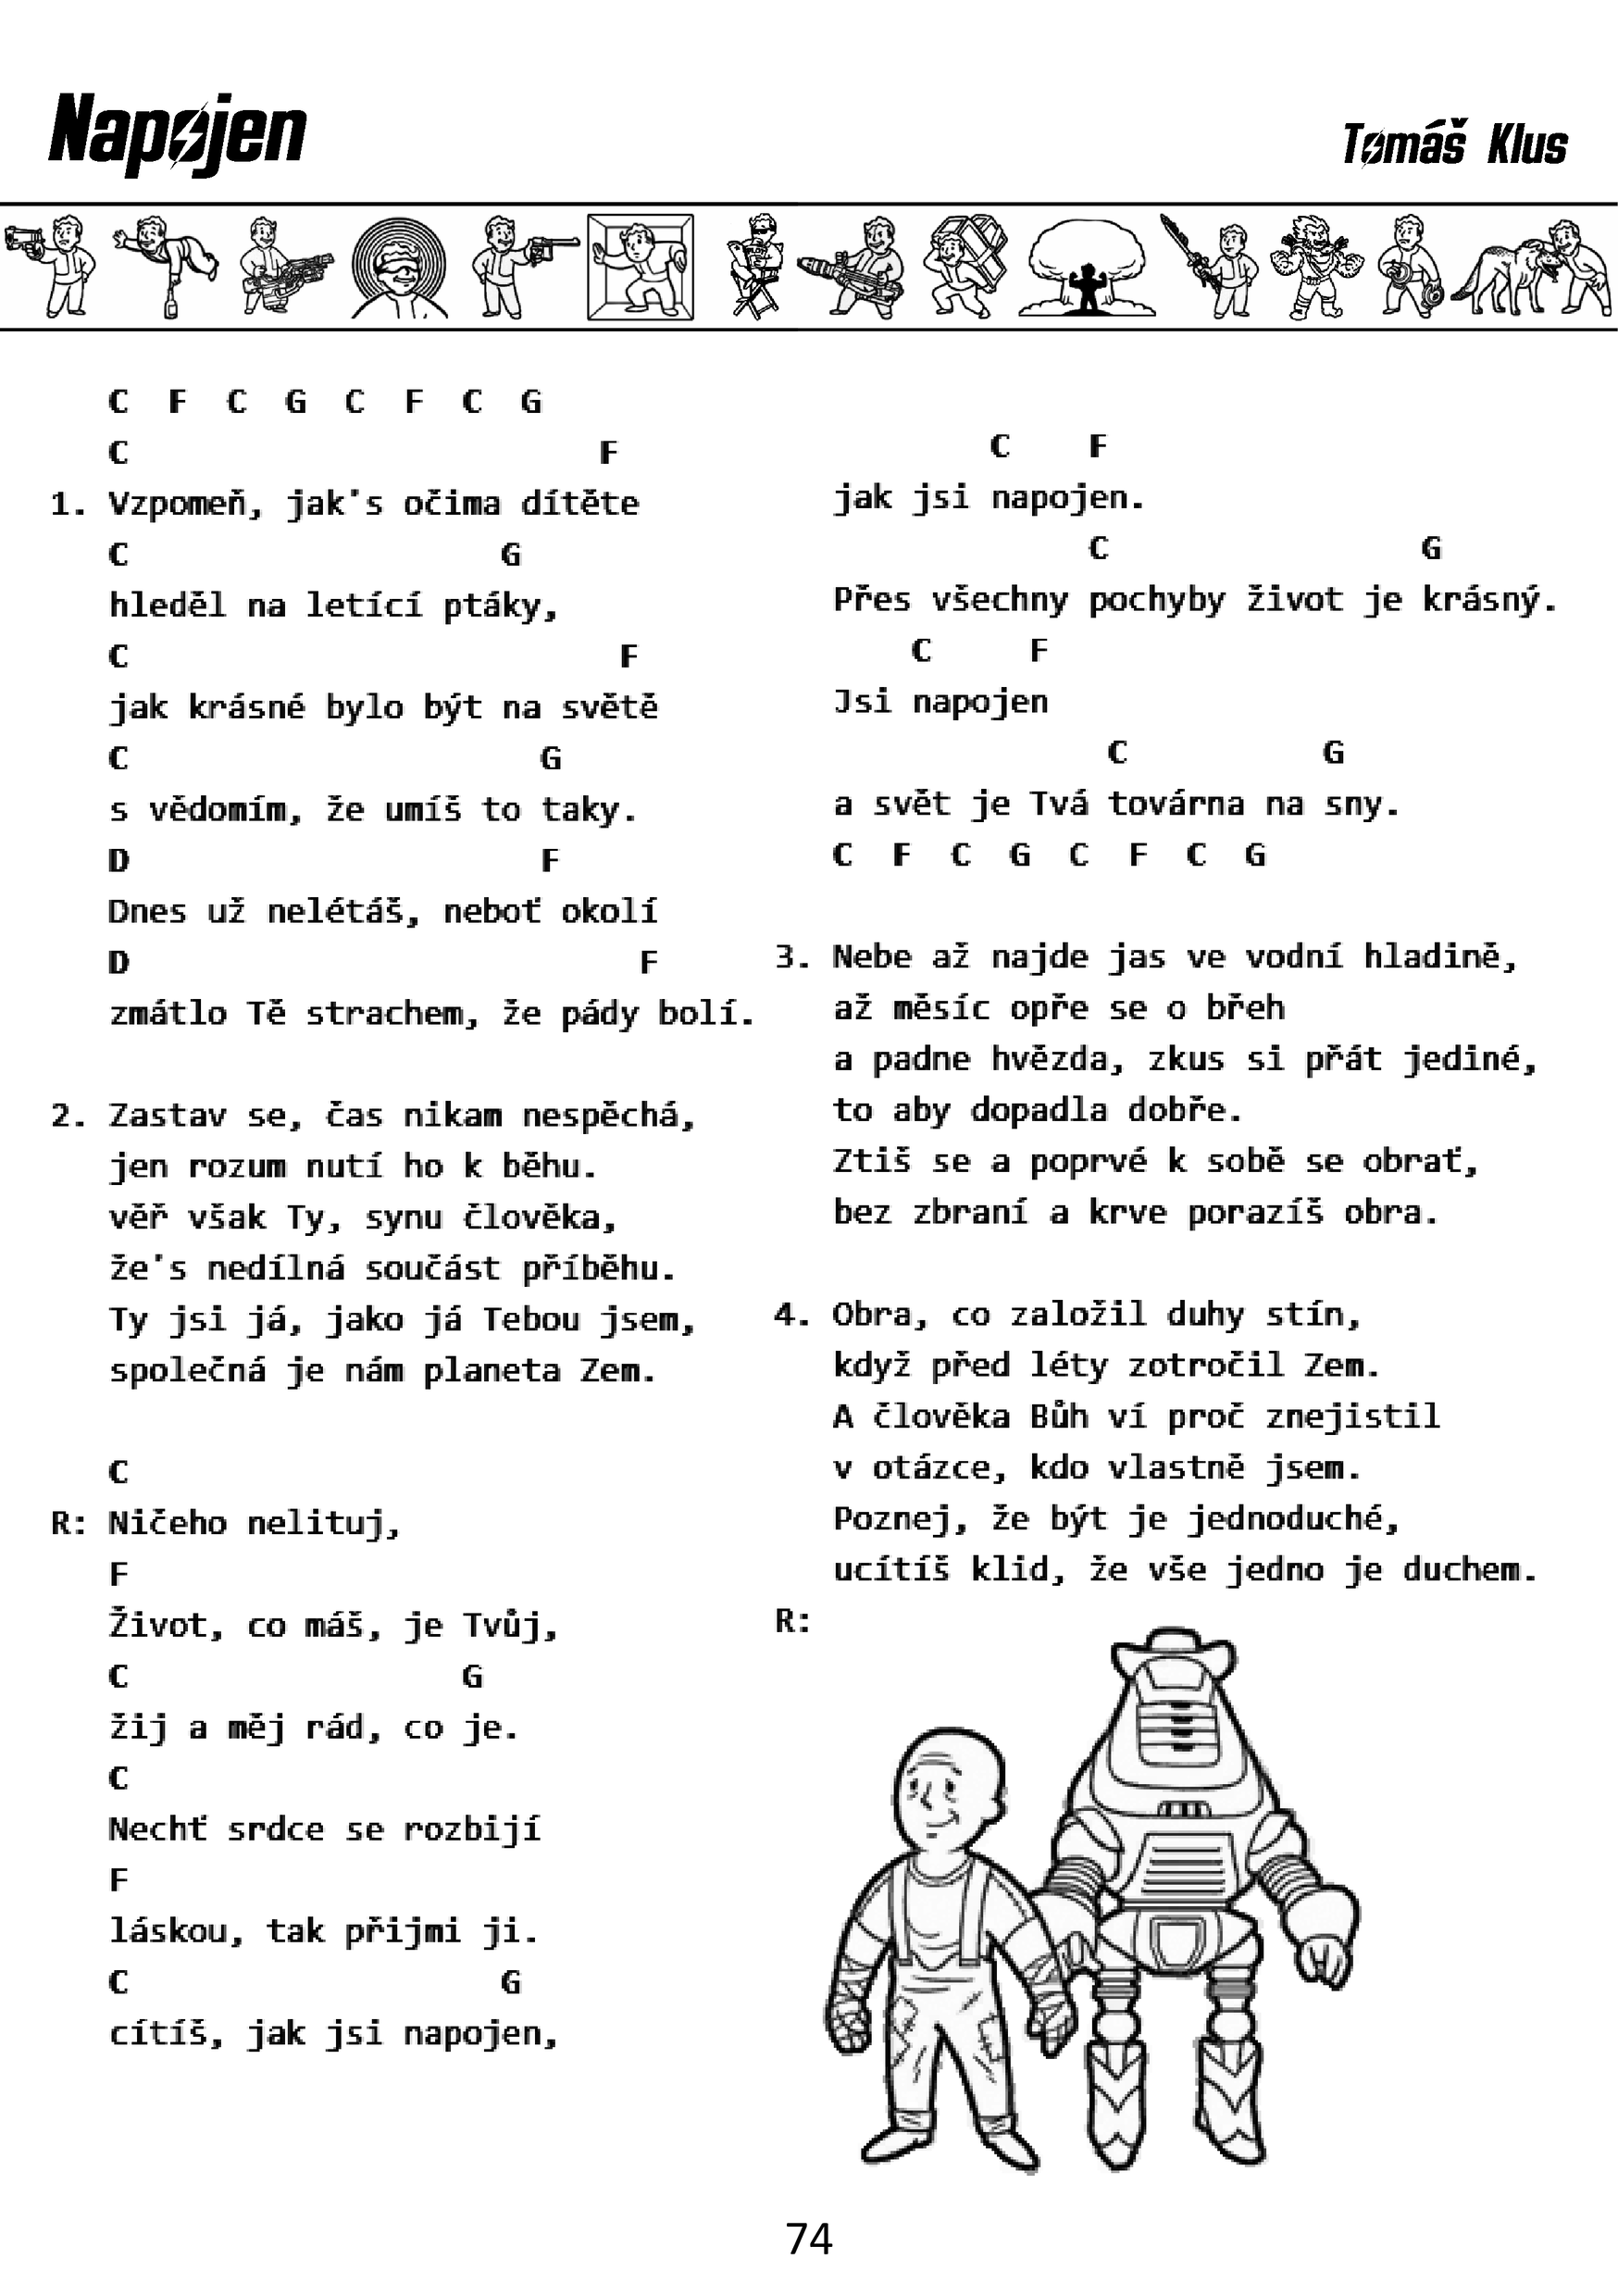 Napojen
Tomáš Klus
C F C G C F C G
C F
1. Vzpomeň, jak's očima dítěte
C G
hleděl na letící ptáky,
C F
jak krásné bylo být na světě
C G
s vědomím, že umíš to taky.
D F
Dnes už nelétáš, neboť okolí
D F
zmátlo Tě strachem, že pády bolí.
2. Zastav se, čas nikam nespěchá,
jen rozum nutí ho k běhu.
věř však Ty, synu člověka,
že's nedílná součást příběhu.
Ty jsi já, jako já Tebou jsem,
společná je nám planeta Zem.
C
R: Ničeho nelituj,
F
Život, co máš, je Tvůj,
C G
žij a měj rád, co je.
C
Nechť srdce se rozbijí
F
láskou, tak přijmi ji.
C G
cítíš, jak jsi napojen,
C F
jak jsi napojen.
C G
Přes všechny pochyby život je krásný.
C F
Jsi napojen
C G
a svět je Tvá továrna na sny.
C F C G C F C G
3. Nebe až najde jas ve vodní hladině,
až měsíc opře se o břeh
a padne hvězda, zkus si přát jediné,
to aby dopadla dobře.
Ztiš se a poprvé k sobě se obrať,
bez zbraní a krve porazíš obra.
4. Obra, co založil duhy stín,
když před léty zotročil Zem.
A člověka Bůh ví proč znejistil
v otázce, kdo vlastně jsem.
Poznej, že být je jednoduché,
ucítíš klid, že vše jedno je duchem.
R:
74